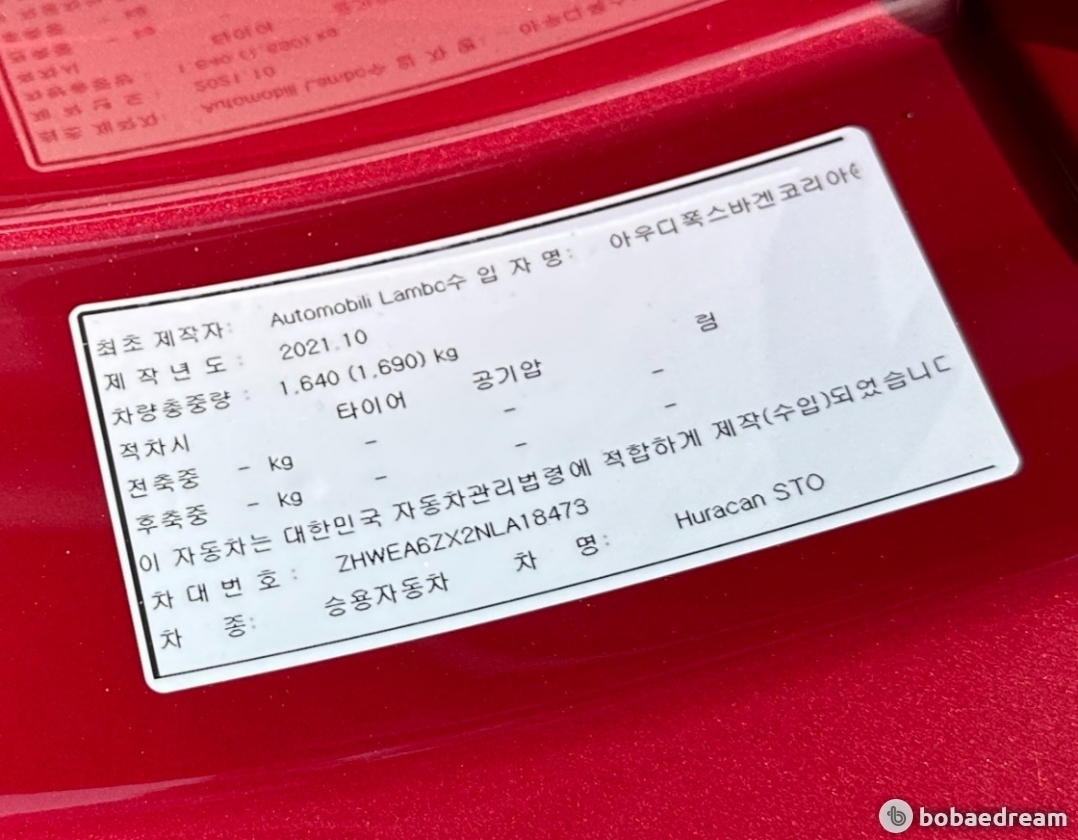 최초 제작자: Automobili Lambo수 입 자 명: 아우디폭스바겐코리아
제 작 년 도 : 2021.10
차량총중량 : 1,640 (1,690) kg
적차시 타이어 공기압 림
전축중 - kg - - -
후축중 - kg - - -
이 자동차는 대한민국 자동차관리법령에 적합하게 제작(수입)되었습니
차 대 번 호 : ZHWEA6ZX2NLA18473
차 종: 승용자동차 차 명: Huracan STO
bobaedream